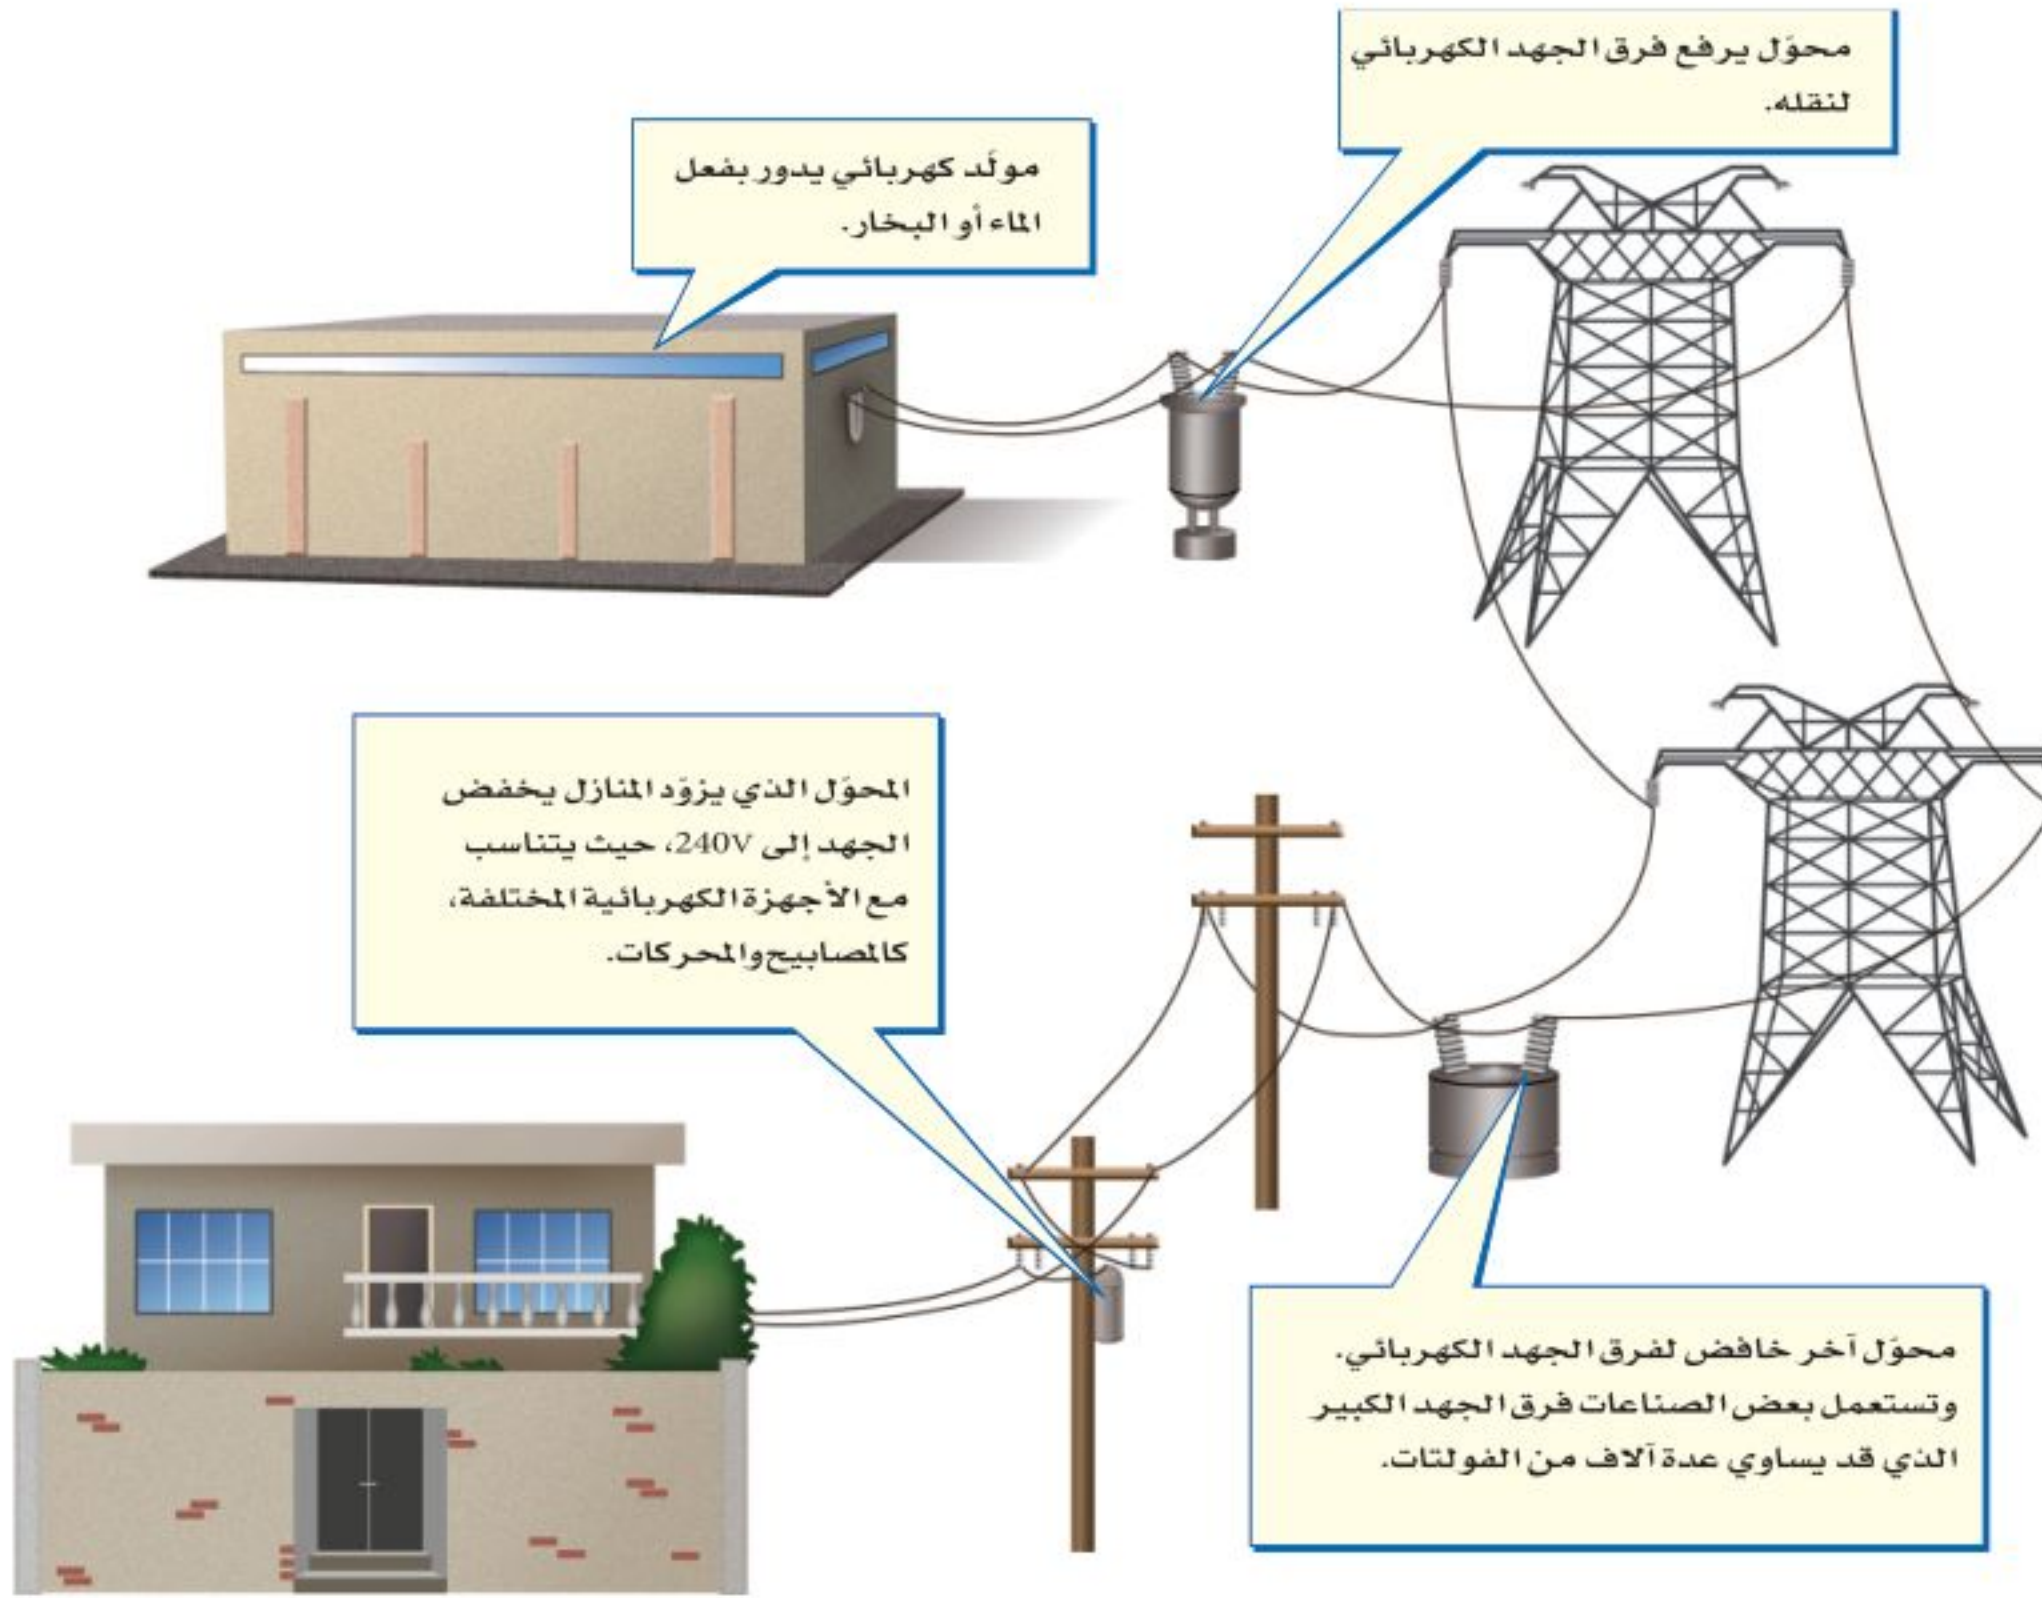 محوّل يرفع فرق الجهد الكهربائي
لنقله.
مولّد كهربائي يدور بفعل
الماء أو البخار.
المحوّل الذي يزوّد المنازل يخفض
الجهد إلى 240V، حيث يتناسب
مع الأجهزة الكهربائية المختلفة،
كالمصابيح والمحركات.
محوّل آخر خافض لفرق الجهد الكهربائي.
وتستعمل بعض الصناعات فرق الجهد الكبير
الذي قد يساوي عدة آلاف من الفولتات.